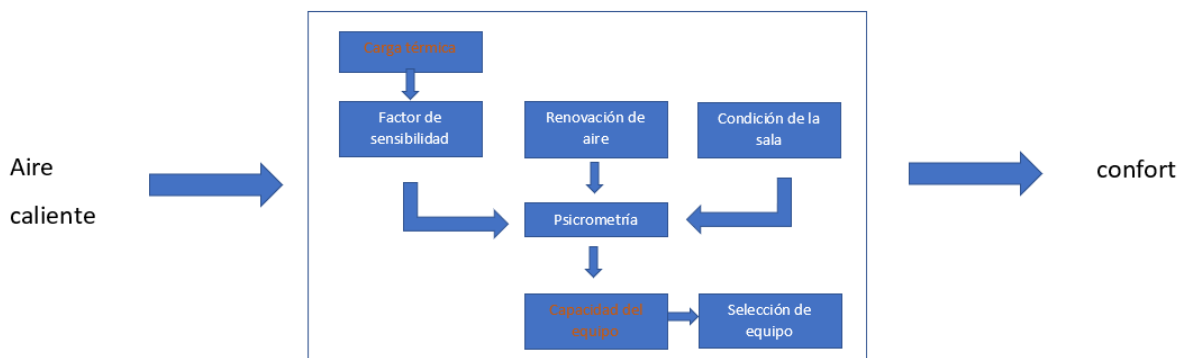 Aire
caliente
Carga térmica
Factor de
sensibilidad
Renovación de
aire
Condición de la
sala
Psicrometría
Capacidad del
equipo
Selección de
equipo
confort